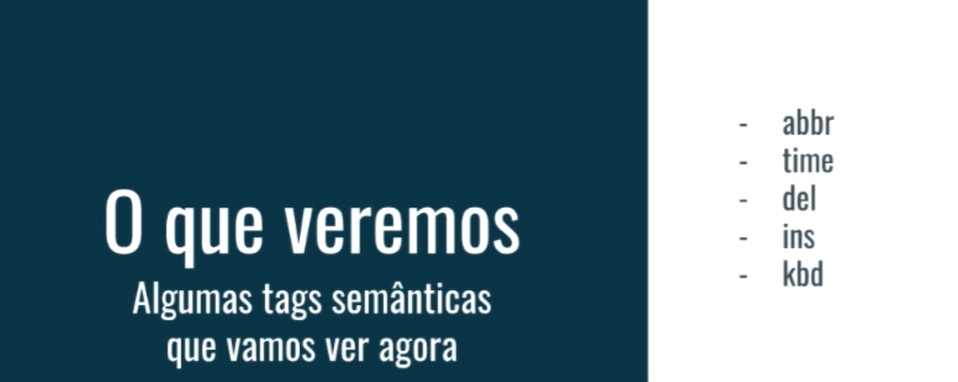 O que veremos
Algumas tags semânticas
que vamos ver agora
- abbr
- time
- del
- ins
- kbd